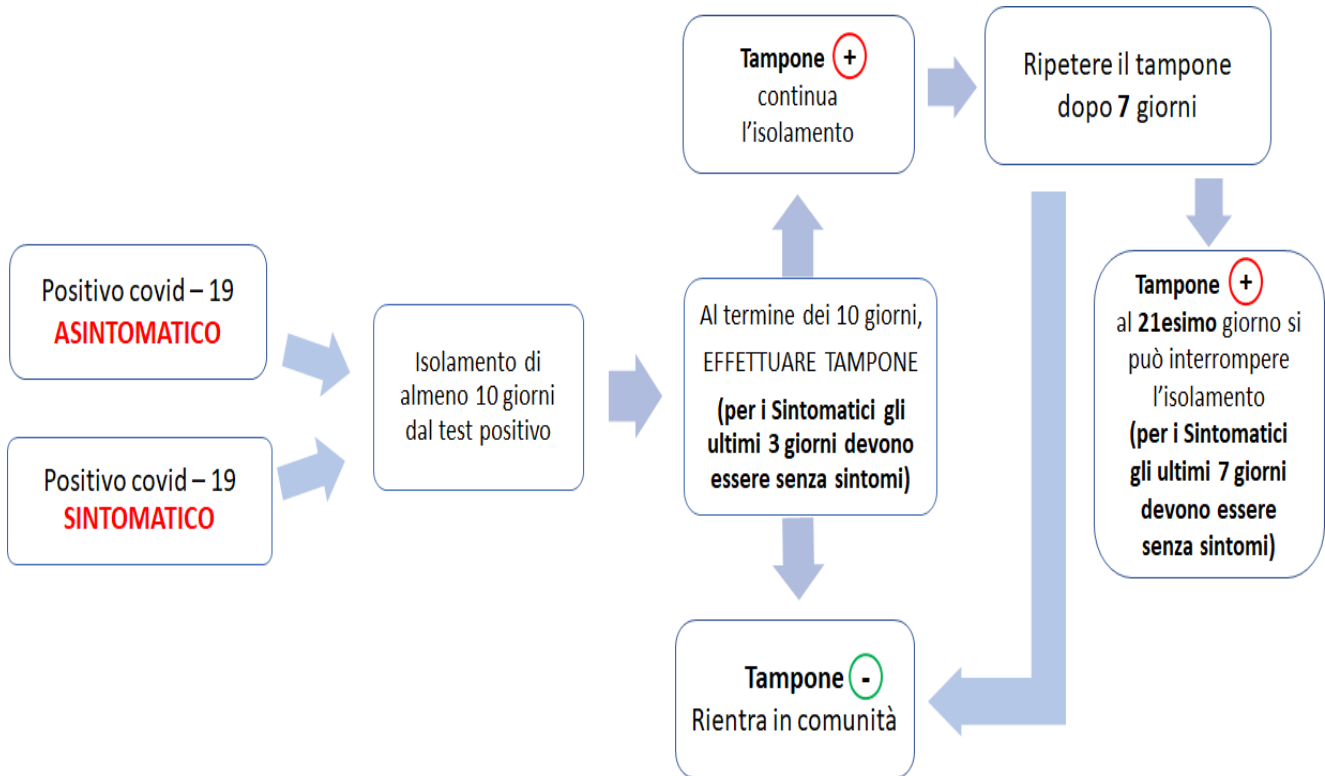 Positivo covid – 19
ASINTOMATICO
Positivo covid – 19
SINTOMATICO
Isolamento di
almeno 10 giorni
dal test positivo
Al termine dei 10 giorni,
EFFETTUARE TAMPONE
(per i Sintomatici gli
ultimi 3 giorni devono
essere senza sintomi)
Tampone +
continua
l’isolamento
Ripetere il tampone
dopo 7 giorni
Tampone +
al 21esimo giorno si
può interrompere
l’isolamento
(per i Sintomatici
gli ultimi 7 giorni
devono essere
senza sintomi)
Tampone -
Rientra in comunità